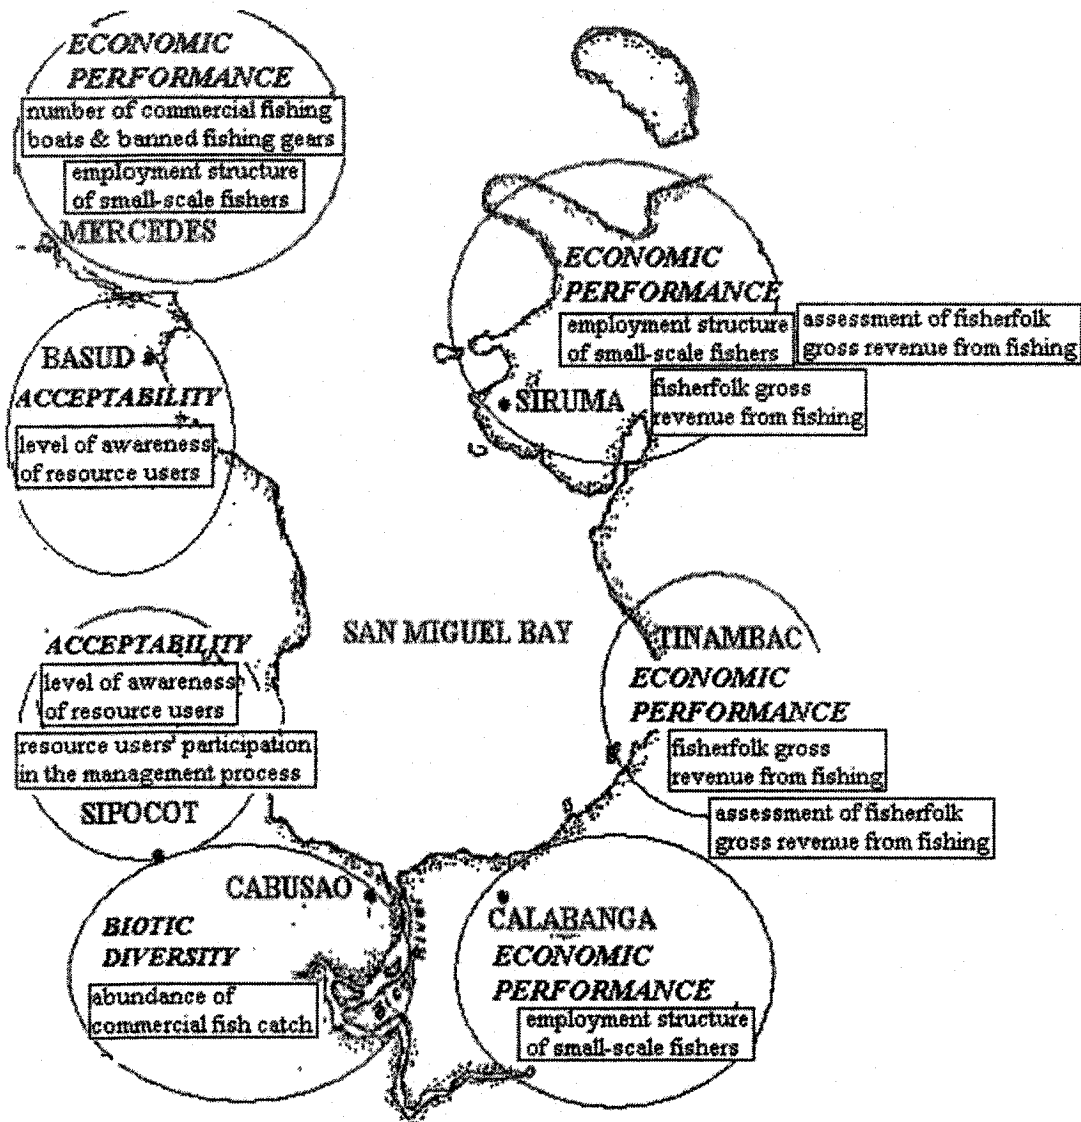 ECONOMIC
PERFORMANCE
number of commercial fishing
boats & banned fishing gears
employment structure
of small-scale fishers
MERCEDES
ECONOMIC
PERFORMANCE
employment structure
of small-scale fishers
assessment of fisherfolk
gross revenue from fishing
fisherfolk gross
revenue from fishing
SIRUMA
BASUD
ACCEPTABILITY
level of awareness
of resource users
SAN MIGUEL BAY
ACCEPTABILITY
level of awareness
of resource users
resource users' participation
in the management process
SIPOCOT
TINAMBAC
ECONOMIC
PERFORMANCE
fisherfolk gross
revenue from fishing
assessment of fisherfolk
gross revenue from fishing
CABUSAO
BIOTIC
DIVERSITY
abundance of
commercial fish catch
CALABANGA
ECONOMIC
PERFORMANCE
employment structure
of small-scale fishers